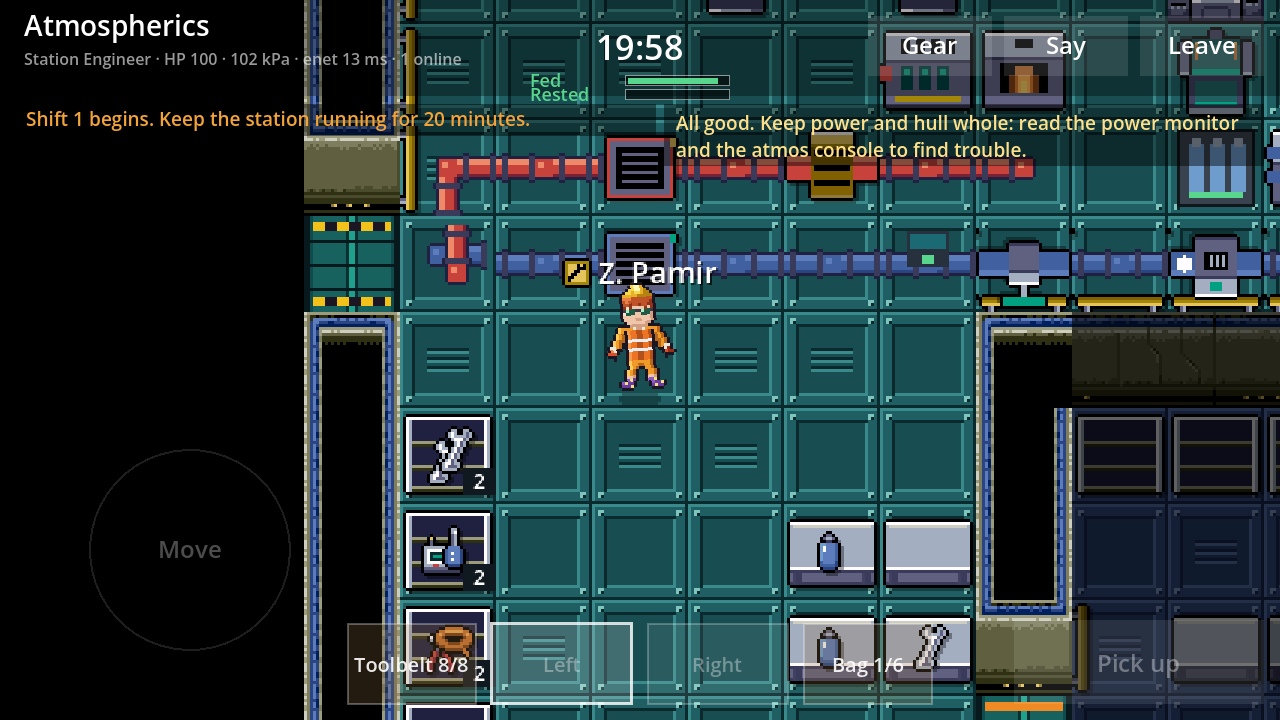 Atmospherics
Station Engineer · HP 100 · 102 kPa · enet 13 ms · 1 online
19:58
Fed
Rested
Gear
Say
Leave
Shift 1 begins. Keep the station running for 20 minutes.
All good. Keep power and hull whole: read the power monitor
and the atmos console to find trouble.
Z. Pamir
2
2
2
Move
Toolbelt 8/8
Left
Right
Bag 1/6
Pick up